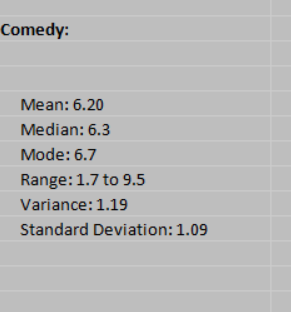 Comedy:
Mean: 6.20
Median: 6.3
Mode: 6.7
Range: 1.7 to 9.5
Variance: 1.19
Standard Deviation: 1.09